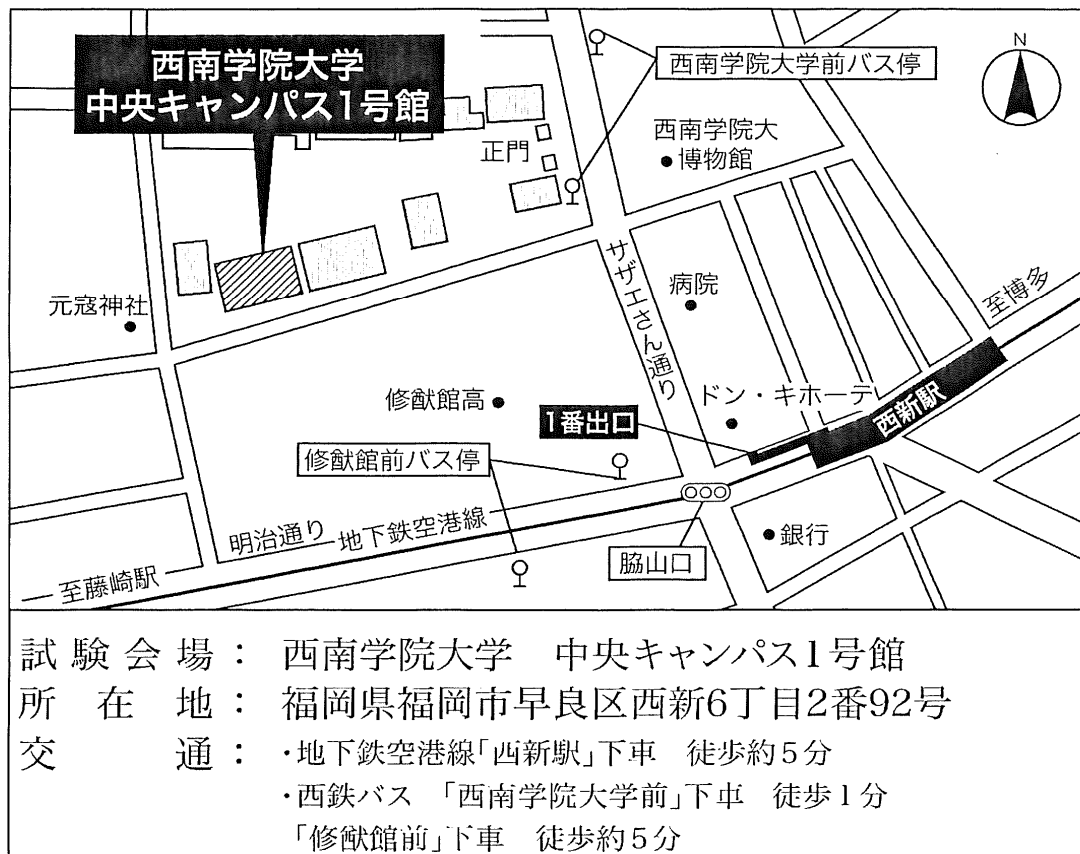 西南学院大学
中央キャンパス1号館
西南学院大学前バス停
N
正門
西南学院大
博物館
サザエさん通り
病院
至博多
元寇神社
修猷館高
ドン・キホーテ
1番出口
西新駅
修猷館前バス停
明治通り
地下鉄空港線
銀行
脇山口
至藤崎駅
試験会場： 西南学院大学 中央キャンパス1号館
所在地： 福岡県福岡市早良区西新6丁目2番92号
交通： ・地下鉄空港線「西新駅」下車 徒歩約5分
・西鉄バス 「西南学院大学前」下車 徒歩1分
「修猷館前」下車 徒歩約5分